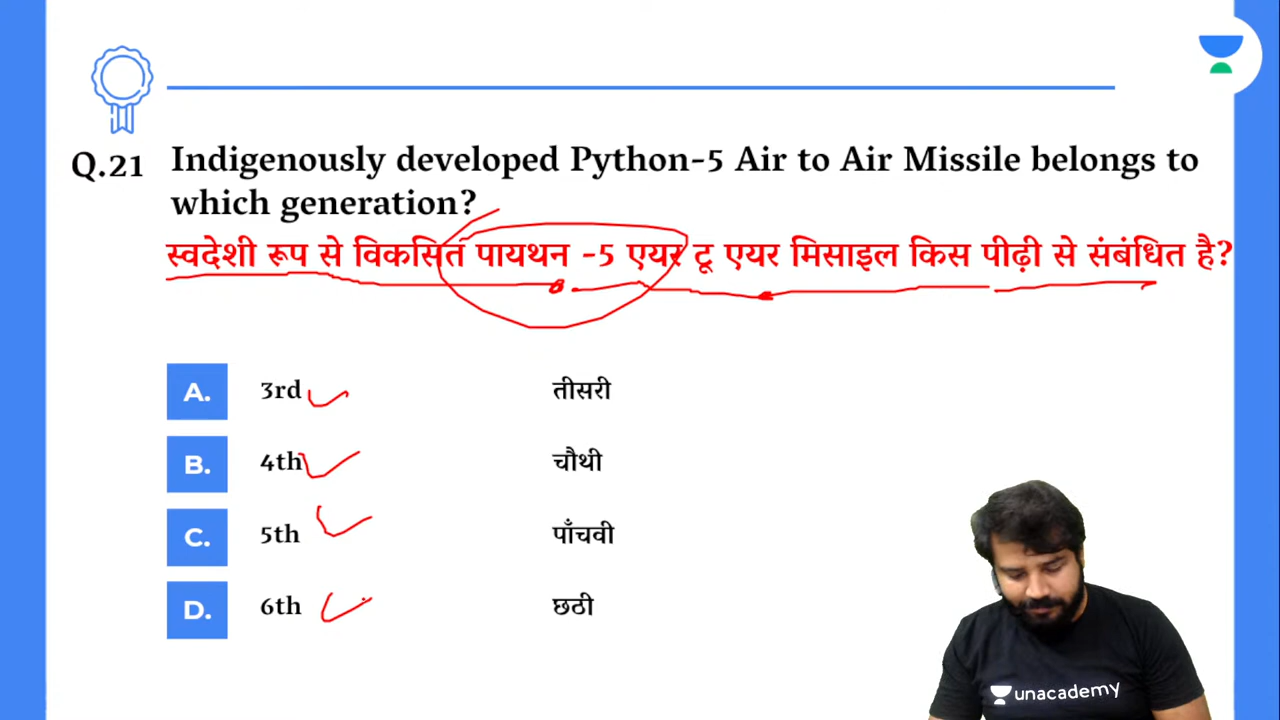 Q.21 Indigenously developed Python-5 Air to Air Missile belongs to
which generation?
स्वदेशी रूप से विकसित पायथन -5 एयर टू एयर मिसाइल किस पीढ़ी से संबंधित है?
A. 3rd तीसरी
B. 4th चौथी
C. 5th पाँचवी
D. 6th छठी
unacademy